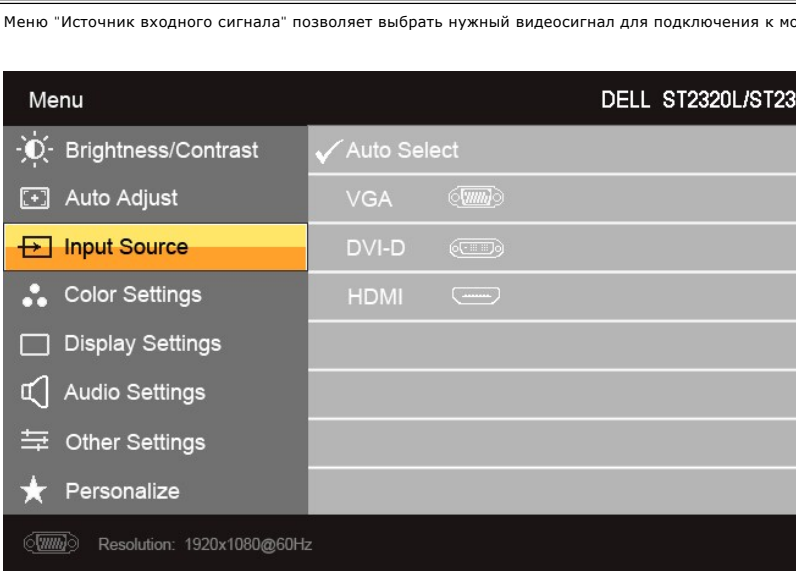 Меню "Источник входного сигнала" позволяет выбрать нужный видеосигнал для подключения к
Menu DELL ST2320L/ST23
Brightness/Contrast Auto Select
Auto Adjust VGA
Input Source DVI-D
Color Settings HDMI
Display Settings
Audio Settings
Other Settings
Personalize
Resolution: 1920x1080@60Hz